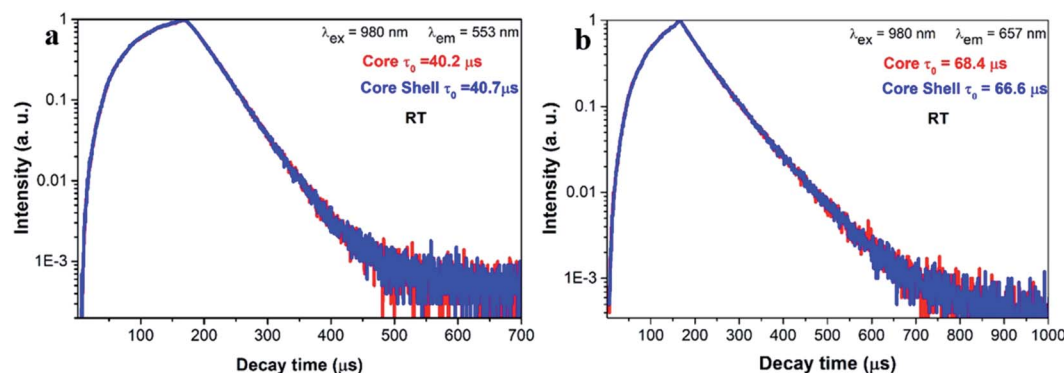 a
λex = 980 nm λem = 553 nm
Core τ0 =40.2 μs
Core Shell τ0 =40.7μs
RT
Intensity (a. u.)
1
0.1
0.01
1E-3
100 200 300 400 500 600 700
Decay time (μs)
b
λex = 980 nm λem = 657 nm
Core τ0 = 68.4 μs
Core Shell τ0 = 66.6 μs
RT
Intensity (a. u.)
1
0.1
0.01
1E-3
100 200 300 400 500 600 700 800 900 1000
Decay time (μs)